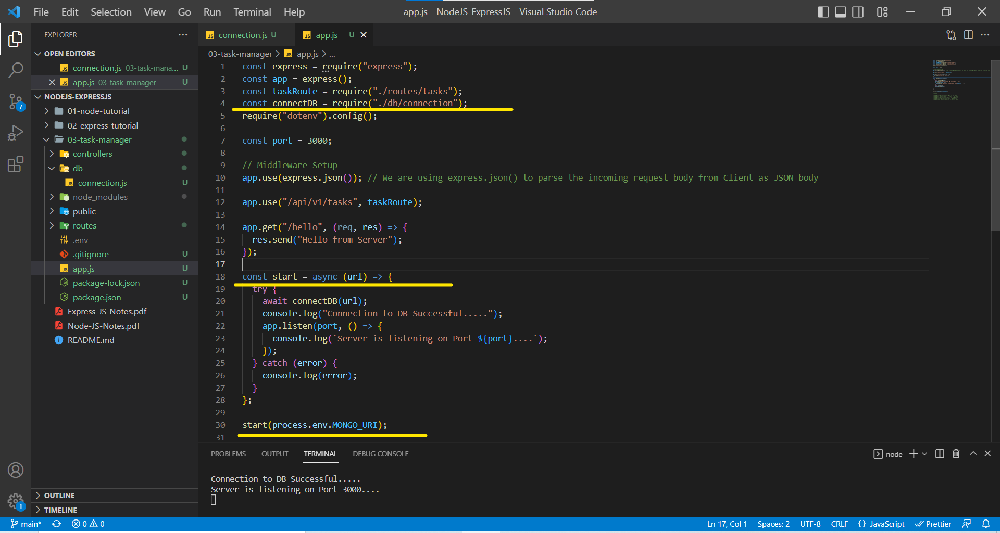 File Edit Selection View Go Run Terminal Help
app.js - NodeJS-ExpressJS - Visual Studio Code
EXPLORER
OPEN EDITORS
connection.js 03-task-mana... U
app.js 03-task-manager U
NODEJS-EXPRESSJS
01-node-tutorial
02-express-tutorial
03-task-manager
controllers
db
connection.js U
node_modules
public
routes
.env
.gitignore U
app.js U
package-lock.json U
package.json U
Express-JS-Notes.pdf
Node-JS-Notes.pdf
README.md
OUTLINE
TIMELINE
7
1
connection.js U
app.js U
03-task-manager > app.js > ...
1 const express = require("express");
2 const app = express();
3 const taskRoute = require("./routes/tasks");
4 const connectDB = require("./db/connection");
5 require("dotenv").config();
6
7 const port = 3000;
8
9 // Middleware Setup
10 app.use(express.json()); // We are using express.json() to parse the incoming request body from Client as JSON body
11
12 app.use("/api/v1/tasks", taskRoute);
13
14 app.get("/hello", (req, res) => {
15 res.send("Hello from Server");
16 });
17
18 const start = async (url) => {
19 try {
20 await connectDB(url);
21 console.log("Connection to DB Successful.....");
22 app.listen(port, () => {
23 console.log(`Server is listening on Port ${port}....`);
24 });
25 } catch (error) {
26 console.log(error);
27 }
28 };
29
30 start(process.env.MONGO_URI);
31
PROBLEMS OUTPUT TERMINAL DEBUG CONSOLE
node
Connection to DB Successful.....
Server is listening on Port 3000....
main* 0 0 Ln 17, Col 1 Spaces: 2 UTF-8 CRLF {} JavaScript Prettier